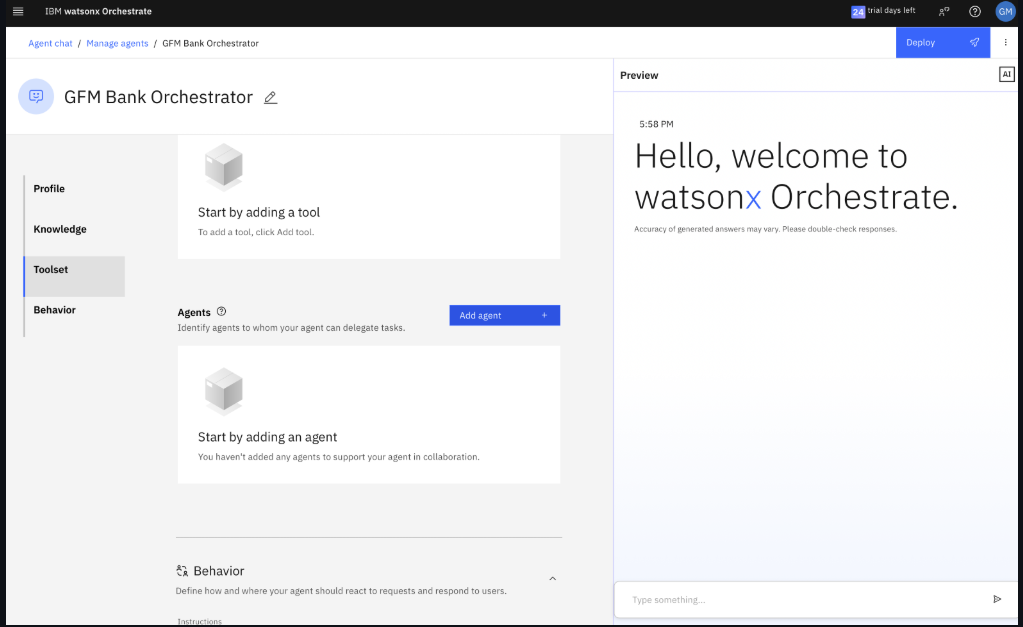 IBM watsonx Orchestrate
24 trial days left
GM
Agent chat / Manage agents / GFM Bank Orchestrator
Deploy
GFM Bank Orchestrator
Profile
Knowledge
Toolset
Behavior
Start by adding a tool
To add a tool, click Add tool.
Agents
Add agent +
Identify agents to whom your agent can delegate tasks.
Start by adding an agent
You haven't added any agents to support your agent in collaboration.
Behavior
Define how and where your agent should react to requests and respond to users.
Instructions
Preview
AI
5:58 PM
Hello, welcome to
watsonx Orchestrate.
Accuracy of generated answers may vary. Please double-check responses.
Type something...